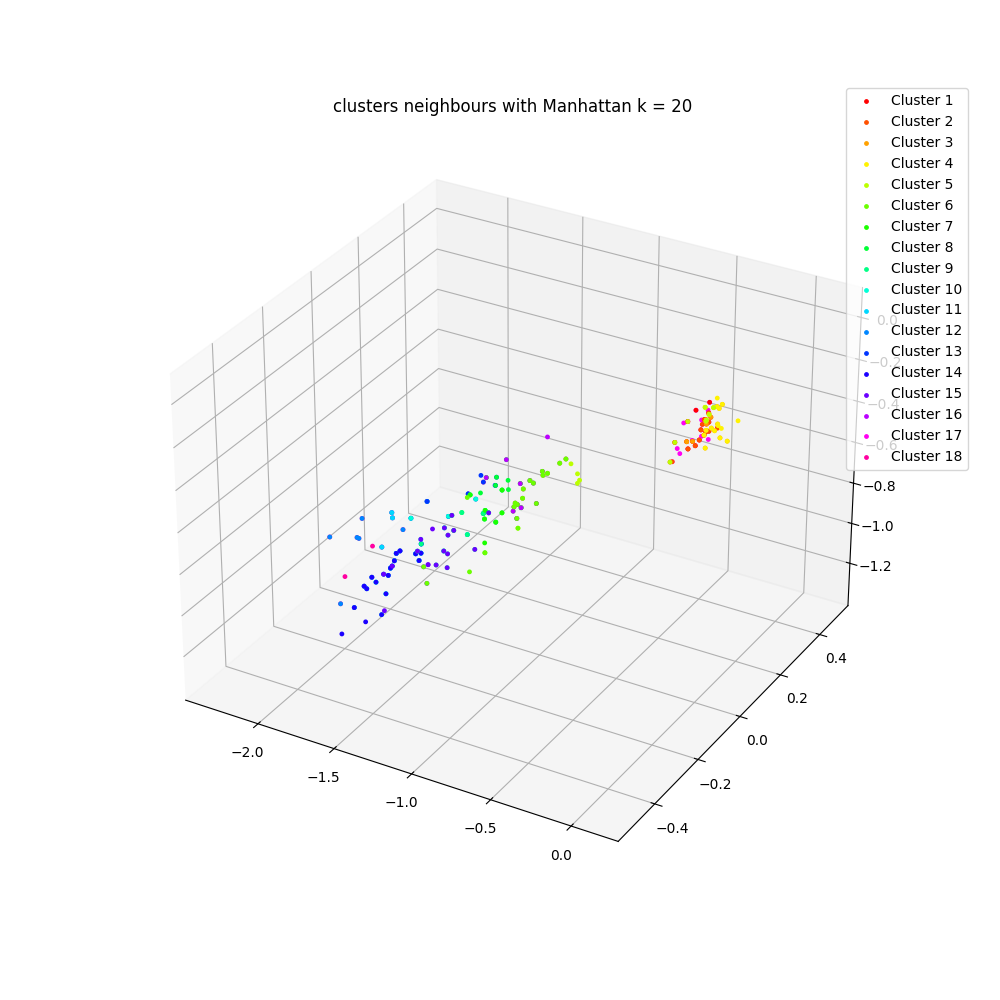 clusters neighbours with Manhattan k = 20
Cluster 1
Cluster 2
Cluster 3
Cluster 4
Cluster 5
Cluster 6
Cluster 7
Cluster 8
Cluster 9
Cluster 10
Cluster 11
Cluster 12
Cluster 13
Cluster 14
Cluster 15
Cluster 16
Cluster 17
Cluster 18
0.0
−0.2
−0.4
−0.6
−0.8
−1.0
−1.2
0.4
0.2
0.0
−0.2
−0.4
−2.0
−1.5
−1.0
−0.5
0.0